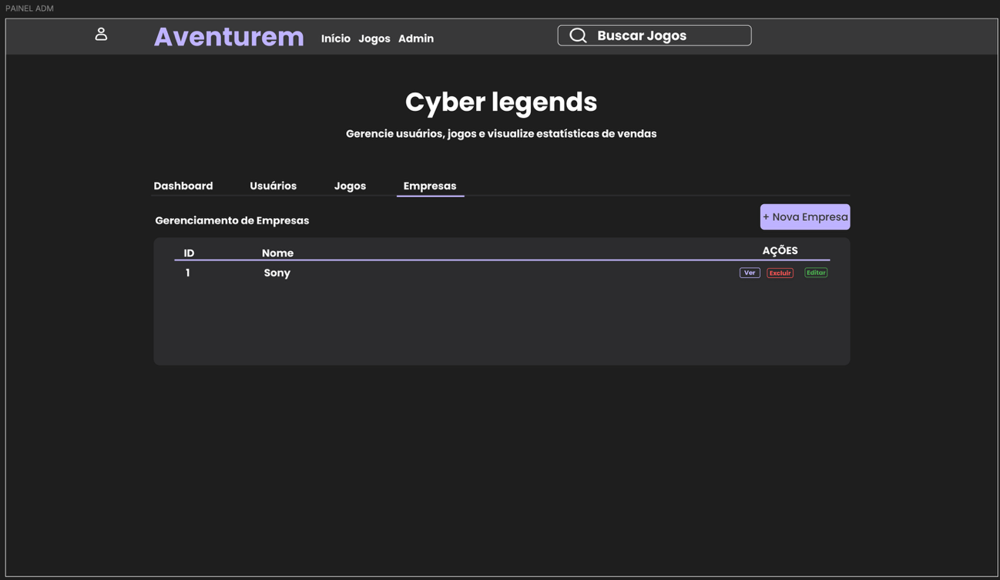 PAINEL ADM
Aventurem Início Jogos Admin Buscar Jogos
Cyber legends
Gerencie usuários, jogos e visualize estatísticas de vendas
Dashboard Usuários Jogos Empresas
Gerenciamento de Empresas + Nova Empresa
ID Nome AÇÕES
1 Sony Ver Excluir Editar